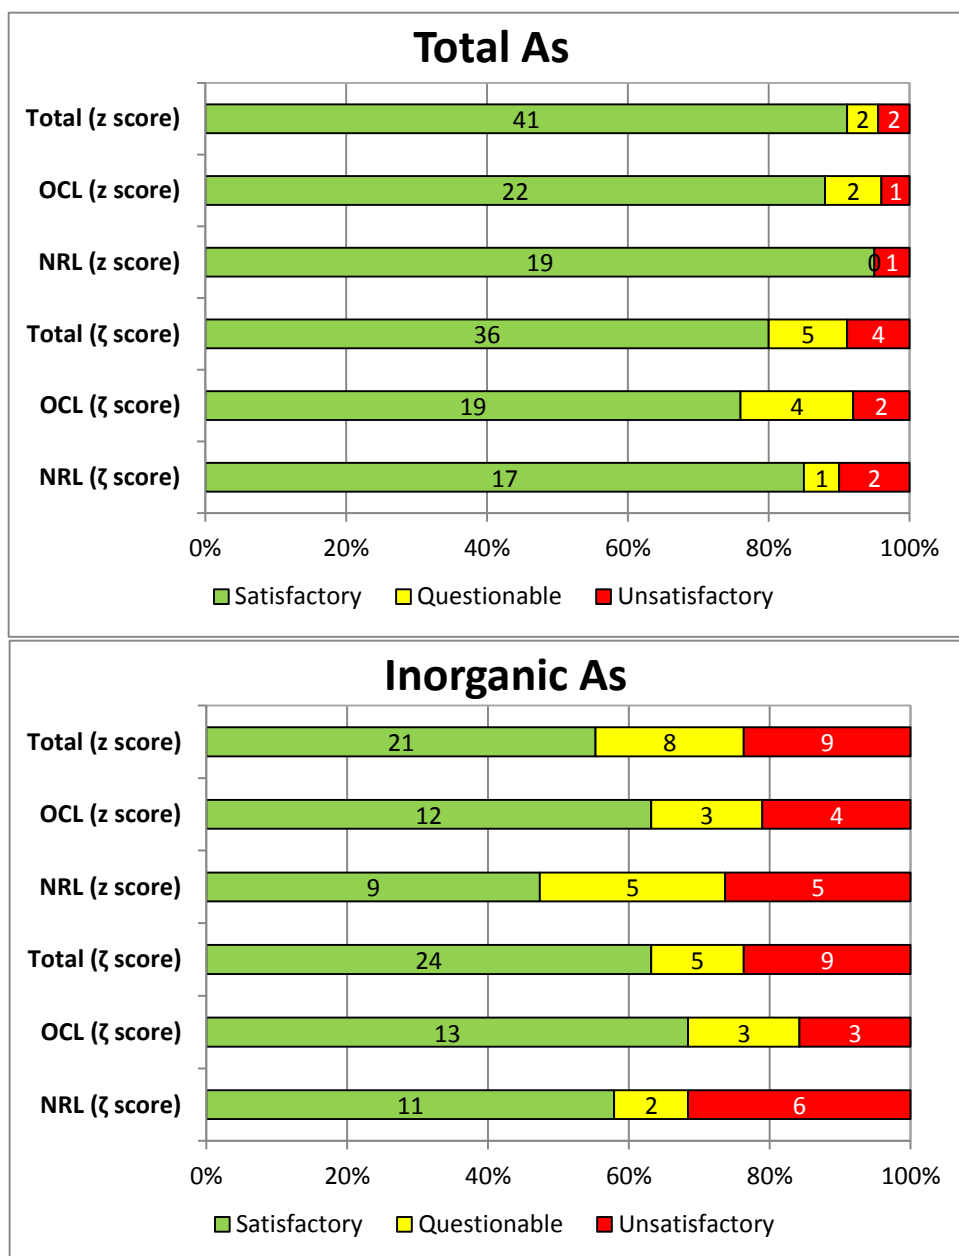 Total As
Total (z score) 41 2 2
OCL (z score) 22 2 1
NRL (z score) 19 0 1
Total (ζ score) 36 5 4
OCL (ζ score) 19 4 2
NRL (ζ score) 17 1 2
0% 20% 40% 60% 80% 100%
Satisfactory Questionable Unsatisfactory
Inorganic As
Total (z score) 21 8 9
OCL (z score) 12 3 4
NRL (z score) 9 5 5
Total (ζ score) 24 5 9
OCL (ζ score) 13 3 3
NRL (ζ score) 11 2 6
0% 20% 40% 60% 80% 100%
Satisfactory Questionable Unsatisfactory